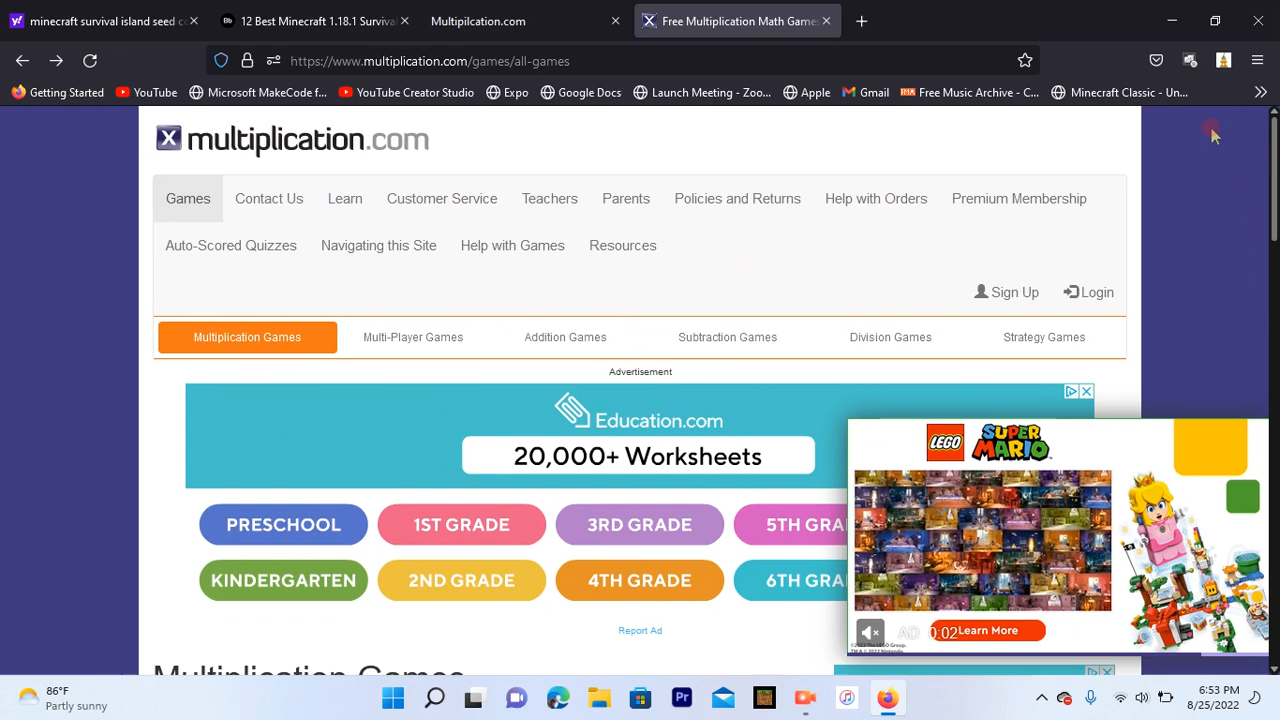 minecraft survival island seed c
12 Best Minecraft 1.18.1 Surviva
Multipilcation.com
Free Multiplication Math Games
https://www.multiplication.com/games/all-games
Getting Started
YouTube
Microsoft MakeCode f...
YouTube Creator Studio
Expo
Google Docs
Launch Meeting - Zoo...
Apple
Gmail
Free Music Archive - C...
Minecraft Classic - Un...
multiplication.com
Games Contact Us Learn Customer Service Teachers Parents Policies and Returns Help with Orders Premium Membership
Auto-Scored Quizzes Navigating this Site Help with Games Resources
Sign Up Login
Multiplication Games Multi-Player Games Addition Games Subtraction Games Division Games Strategy Games
Advertisement
Education.com
20,000+ Worksheets
PRESCHOOL 1ST GRADE 3RD GRADE 5TH GRA
KINDERGARTEN 2ND GRADE 4TH GRADE 6TH GRA
Report Ad
Multiplication Games
LEGO SUPER MARIO
AD 0:02 Learn More
86°F
Partly sunny
6:53 PM
8/25/2022